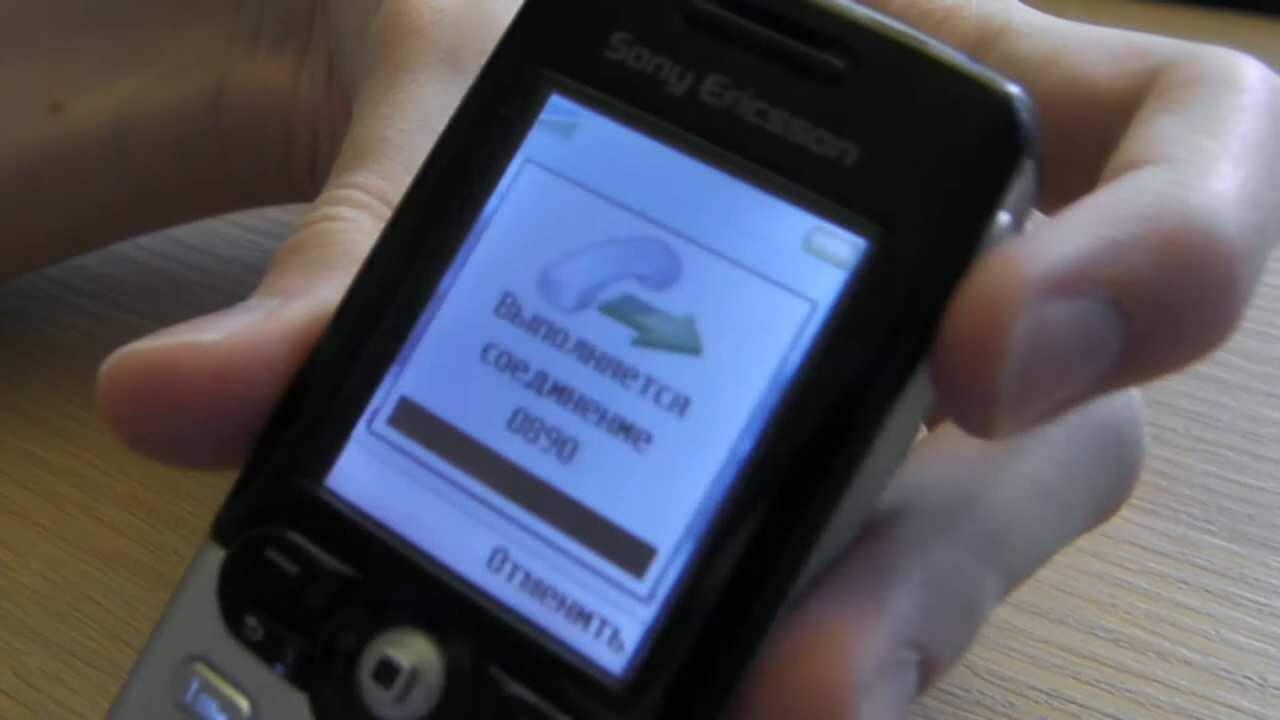 Sony Ericsson
Выполняется
соединение
0890
Отменить